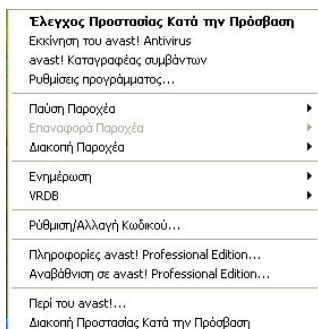 Έλεγχος Προστασίας Κατά την Πρόσβαση
Εκκίνηση του avast! Antivirus
avast! Καταγραφέας συμβάντων
Ρυθμίσεις προγράμματος...
Παύση Παροχέα
Επαναφορά Παροχέα
Διακοπή Παροχέα
Ενημέρωση
VRDB
Ρύθμιση/Αλλαγή Κωδικού...
Πληροφορίες avast! Professional Edition...
Αναβάθνιση σε avast! Professional Edition...
Περί του avast!...
Διακοπή Προστασίας Κατά την Πρόσβαση